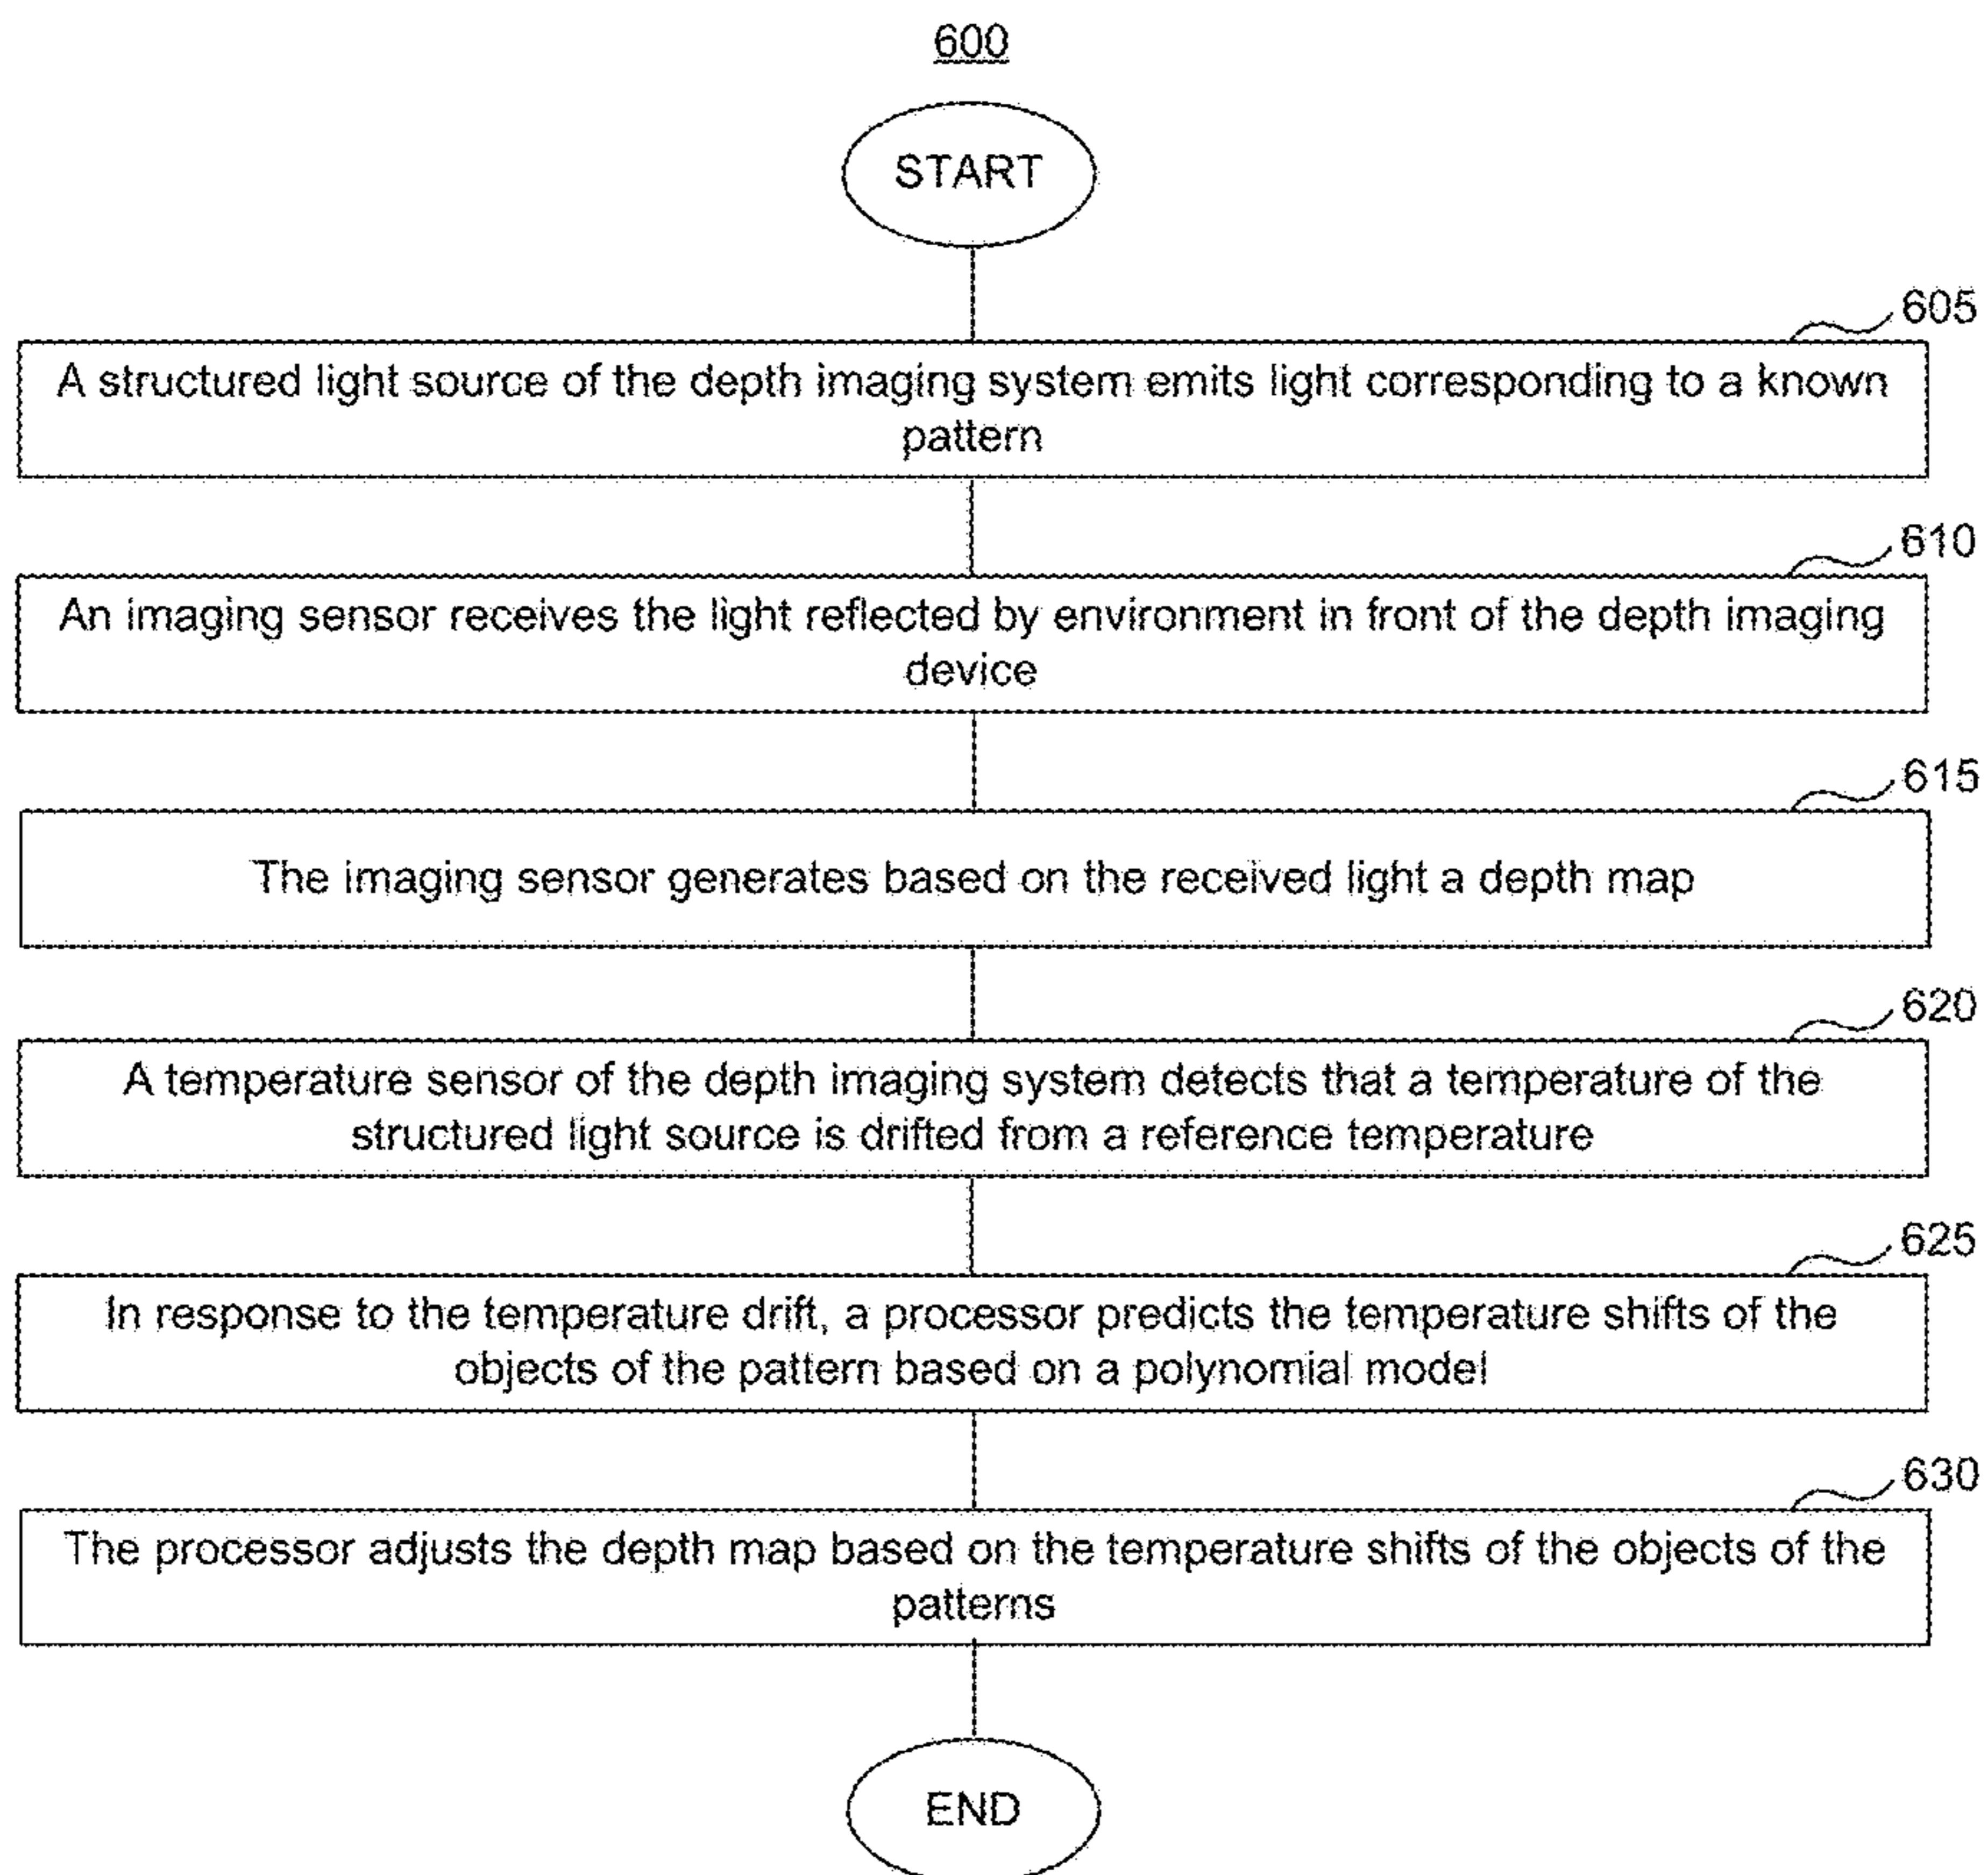 600
START
605
A structured light source of the depth imaging system emits light corresponding to a known
pattern
610
An imaging sensor receives the light reflected by environment in front of the depth imaging
device
615
The imaging sensor generates based on the received light a depth map
620
A temperature sensor of the depth imaging system detects that a temperature of the
structured light source is drifted from a reference temperature
625
In response to the temperature drift, a processor predicts the temperature shifts of the
objects of the pattern based on a polynomial model
630
The processor adjusts the depth map based on the temperature shifts of the objects of the
patterns
END